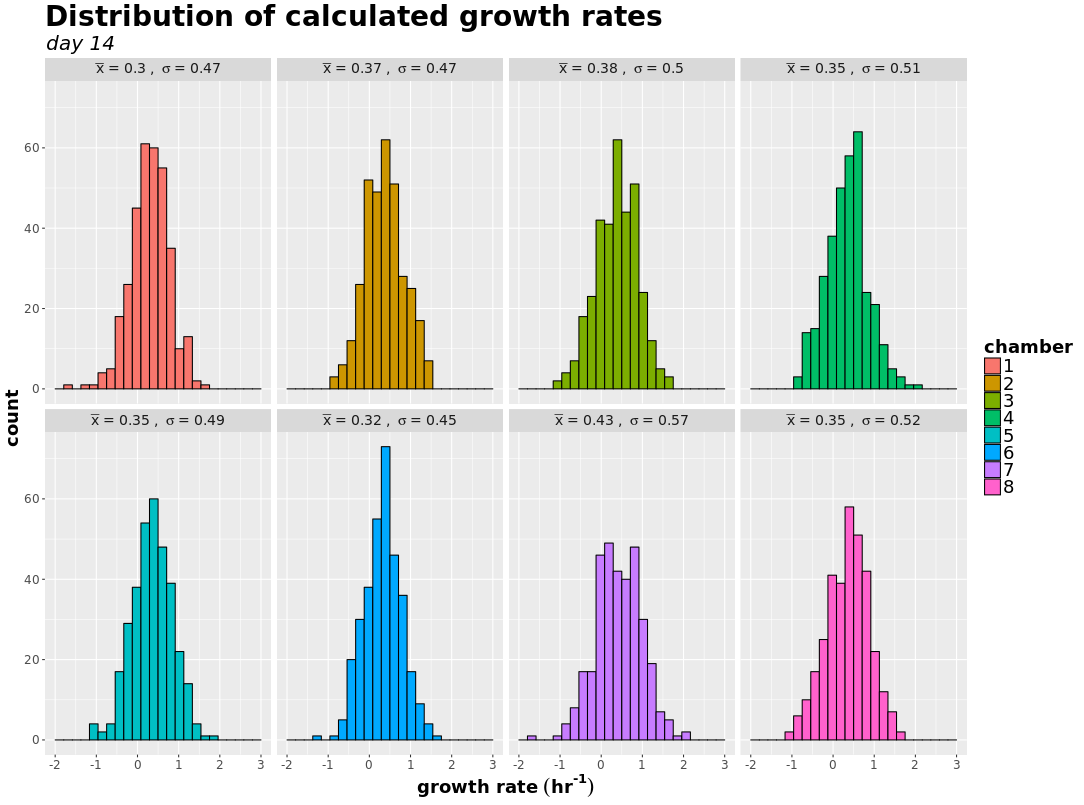 Distribution of calculated growth rates
day 14
x̅ = 0.3 , σ = 0.47
x̅ = 0.37 , σ = 0.47
x̅ = 0.38 , σ = 0.5
x̅ = 0.35 , σ = 0.51
60
40
20
0
x̅ = 0.35 , σ = 0.49
x̅ = 0.32 , σ = 0.45
x̅ = 0.43 , σ = 0.57
x̅ = 0.35 , σ = 0.52
60
40
20
0
-2 -1 0 1 2 3
-2 -1 0 1 2 3
-2 -1 0 1 2 3
-2 -1 0 1 2 3
count
growth rate (hr⁻¹)
chamber
1
2
3
4
5
6
7
8